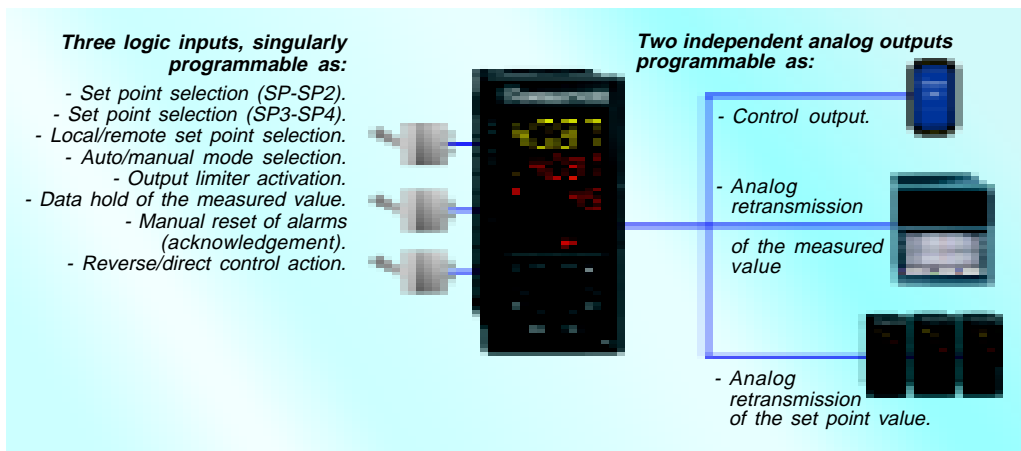 Three logic inputs, singularly
programmable as:
- Set point selection (SP-SP2).
- Set point selection (SP3-SP4).
- Local/remote set point selection.
- Auto/manual mode selection.
- Output limiter activation.
- Data hold of the measured value.
- Manual reset of alarms
(acknowledgement).
- Reverse/direct control action.
Two independent analog outputs
programmable as:
- Control output.
- Analog
retransmission
of the measured
value
- Analog
retransmission
of the set point value.